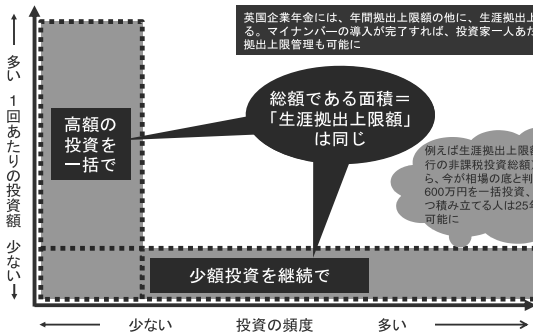 英国企業年金には、年間拠出上限額の他に、生涯拠出上
る。マイナンバーの導入が完了すれば、投資家一人あた
拠出上限管理も可能に
総額である面積＝
「生涯拠出上限額」
は同じ
高額の
投資を
一括で
例えば生涯拠出上限額
行の非課税投資総額
ら、今が相場の底と判
600万円を一括投資、
つ積み立てる人は25年
可能に
少額投資を継続で
多い 1回あたりの投資額 少ない
少ない 投資の頻度 多い